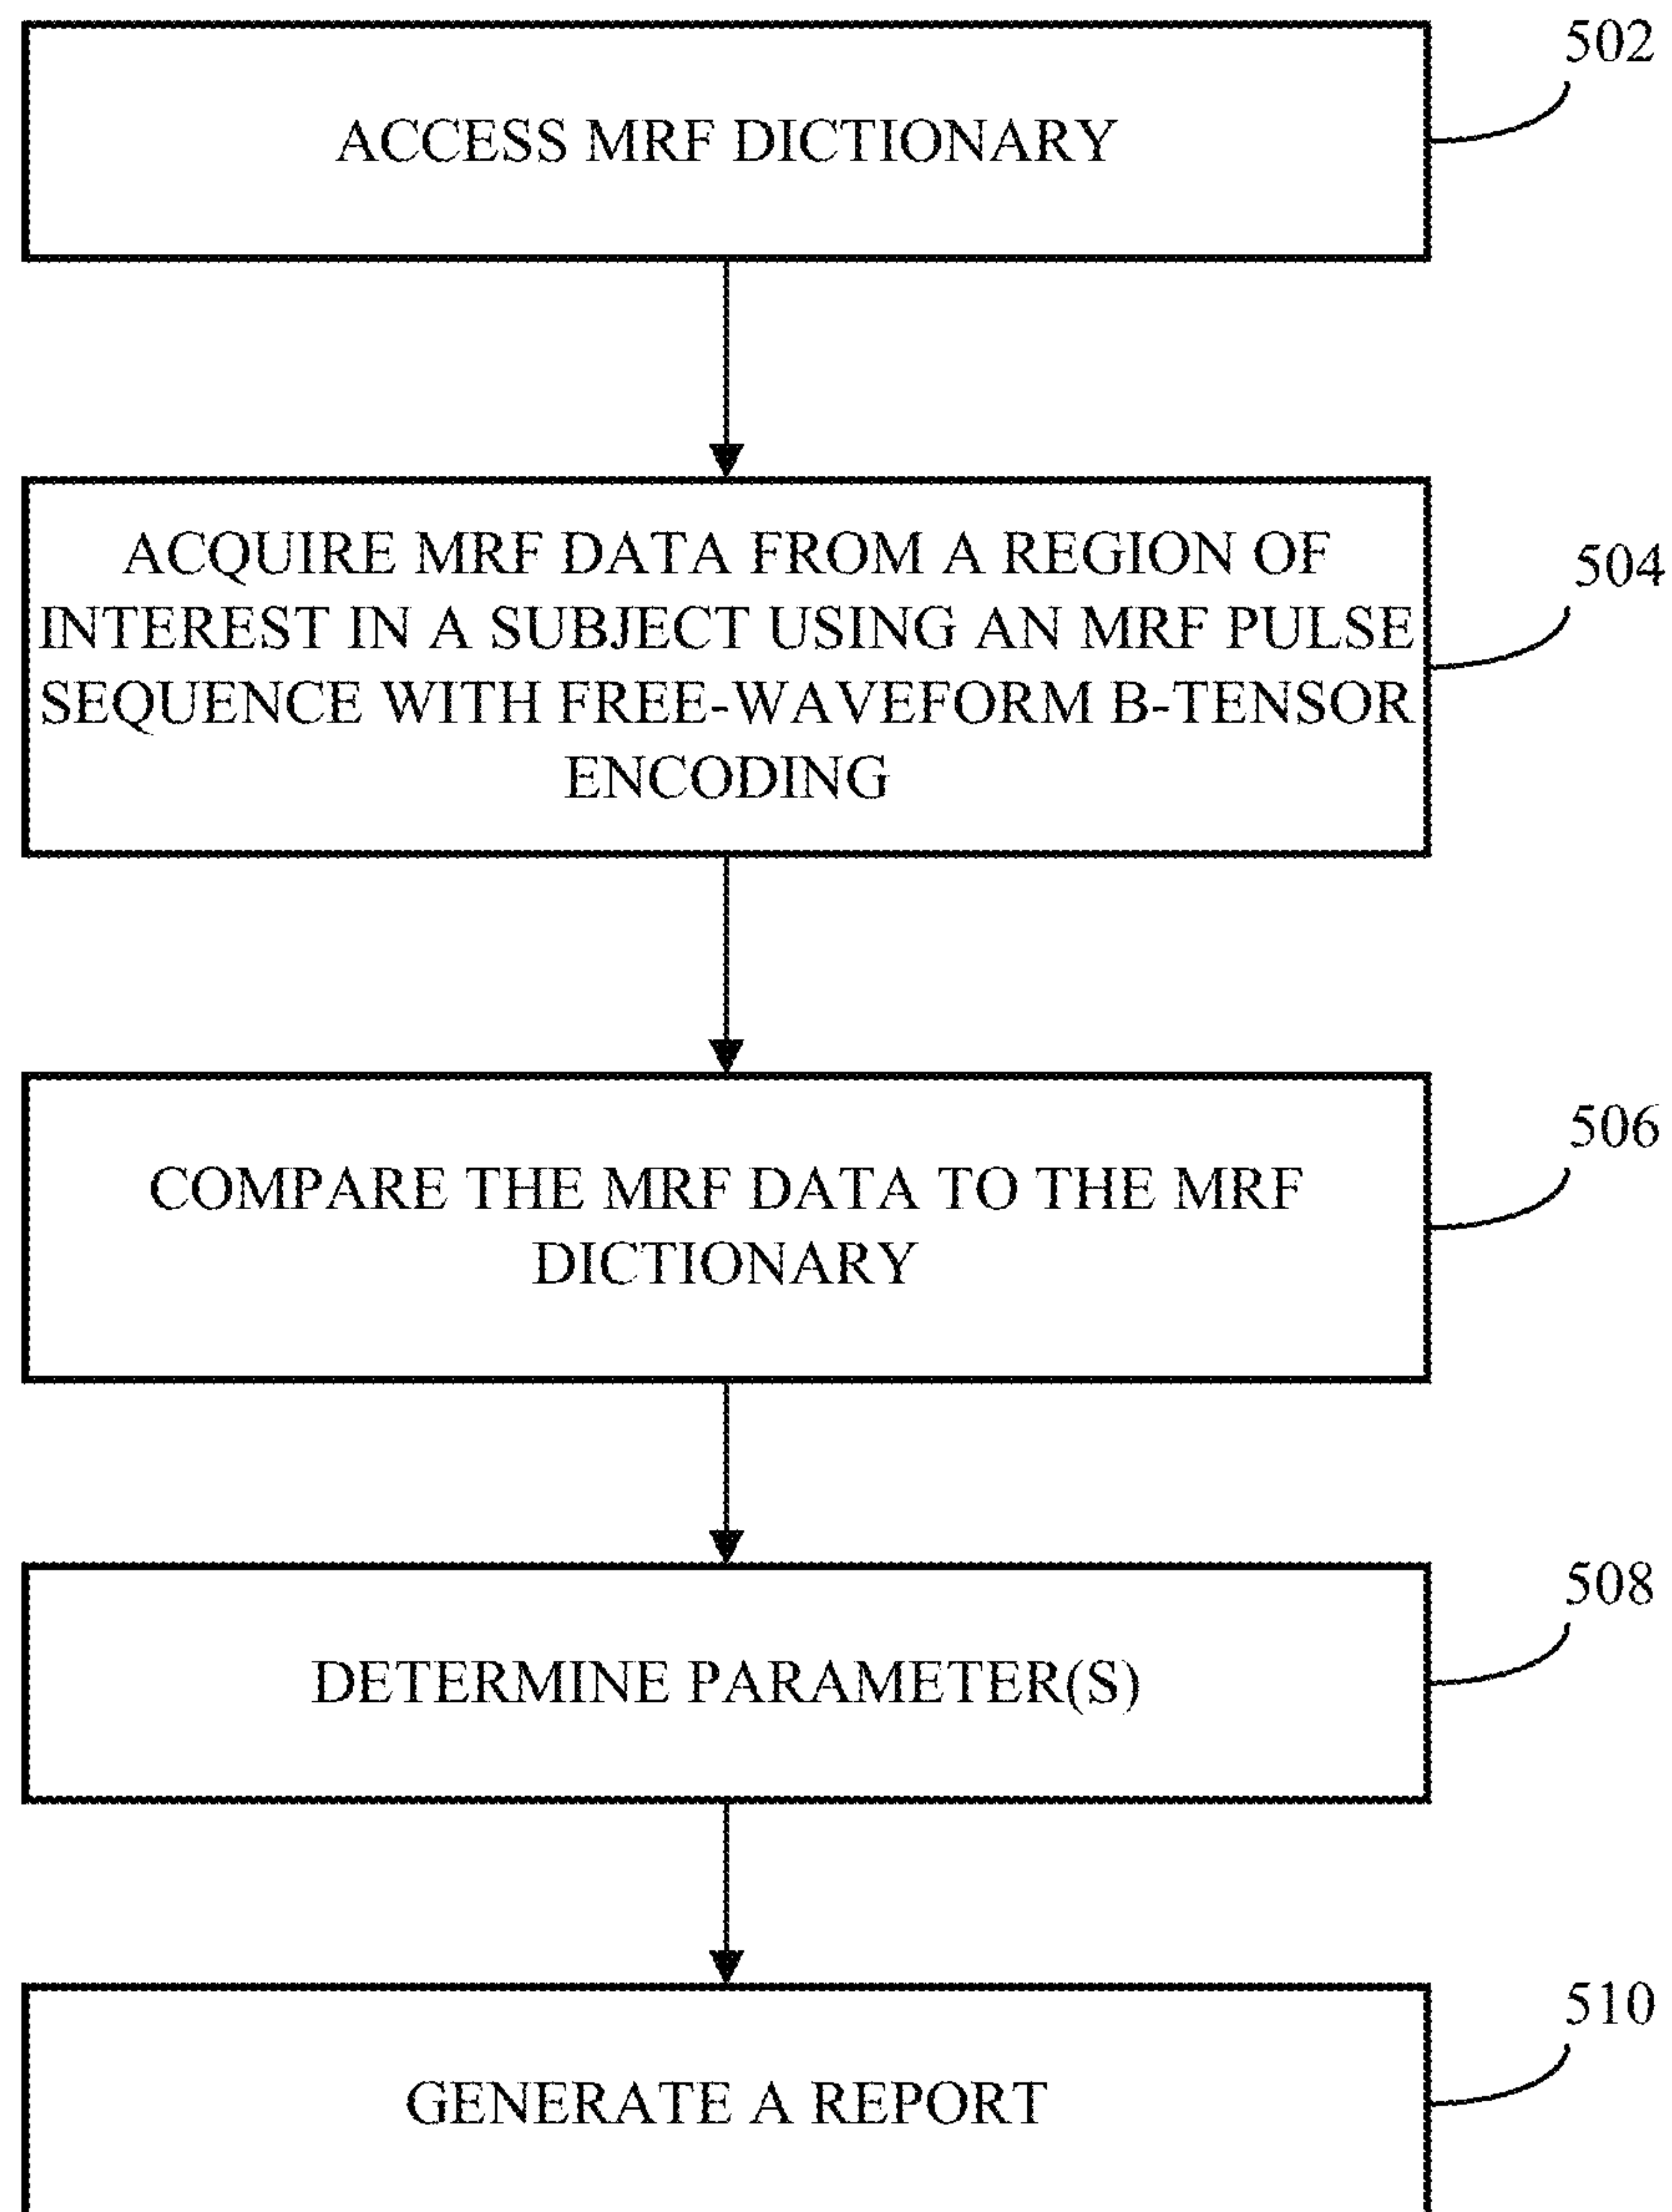 502
ACCESS MRF DICTIONARY
504
ACQUIRE MRF DATA FROM A REGION OF
INTEREST IN A SUBJECT USING AN MRF PULSE
SEQUENCE WITH FREE-WAVEFORM B-TENSOR
ENCODING
506
COMPARE THE MRF DATA TO THE MRF
DICTIONARY
508
DETERMINE PARAMETER(S)
510
GENERATE A REPORT